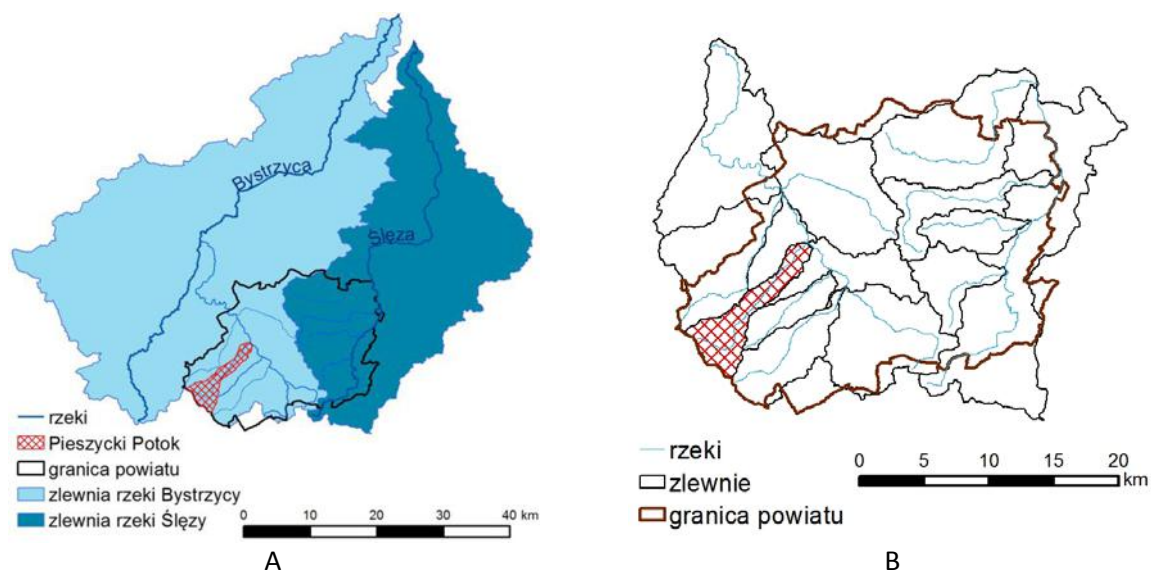 Bystrzyca
Ślęza
rzeki
Pieszycki Potok
granica powiatu
zlewnia rzeki Bystrzycy
zlewnia rzeki Ślęzy
0 10 20 30 40 km
A
rzeki
zlewnie
granica powiatu
0 5 10 15 20
km
B